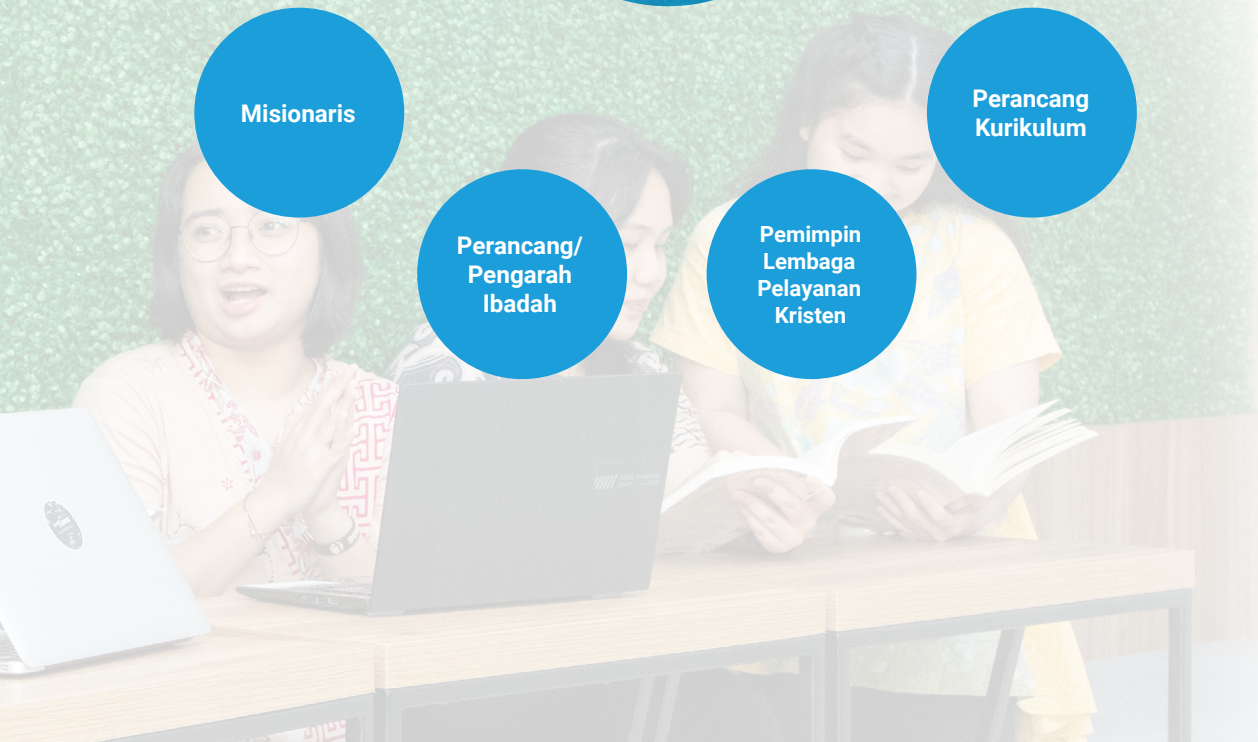 Misionaris
Perancang
Kurikulum
Perancang/
Pengarah
Ibadah
Pemimpin
Lembaga
Pelayanan
Kristen